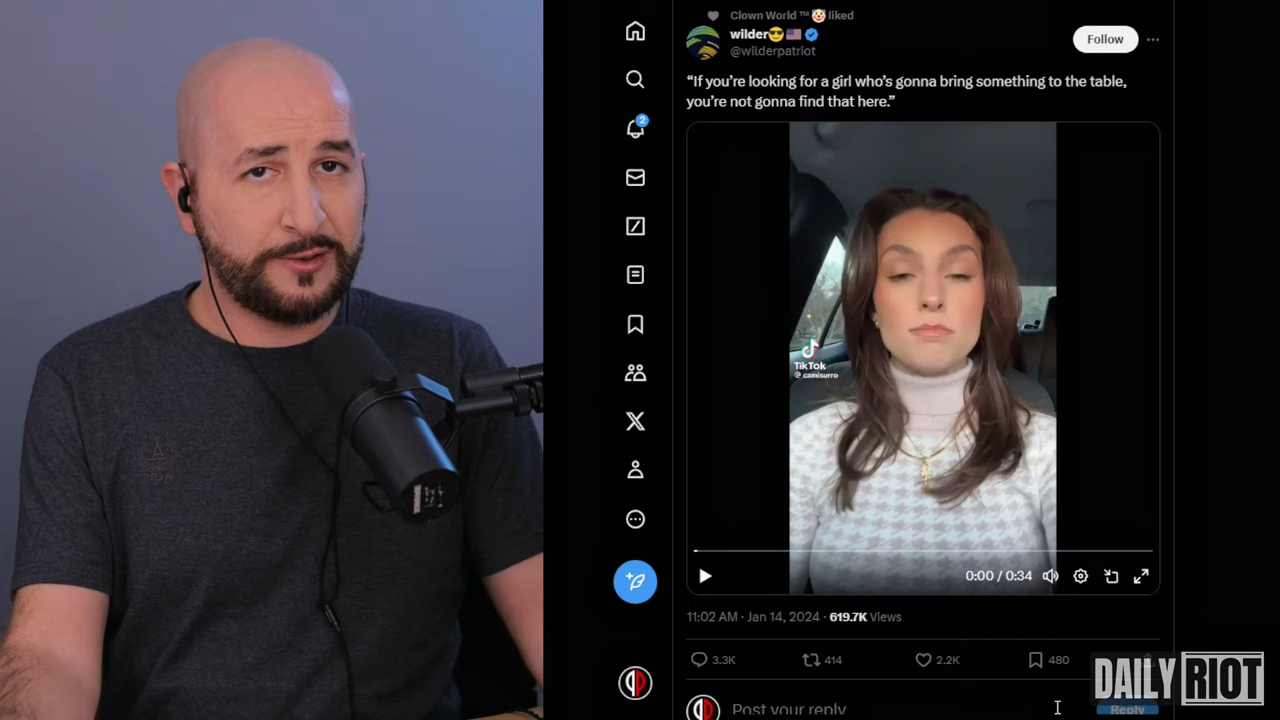 Clown World ™🤡 liked
wilder😎🇺🇸
@wilderpatriot
Follow
“If you’re looking for a girl who’s gonna bring something to the table,
you’re not gonna find that here.”
2
TikTok
@camisurro
0:00 / 0:34
11:02 AM · Jan 14, 2024 · 619.7K Views
3.3K
414
2.2K
480
Post your reply
Reply
DAILY RIOT